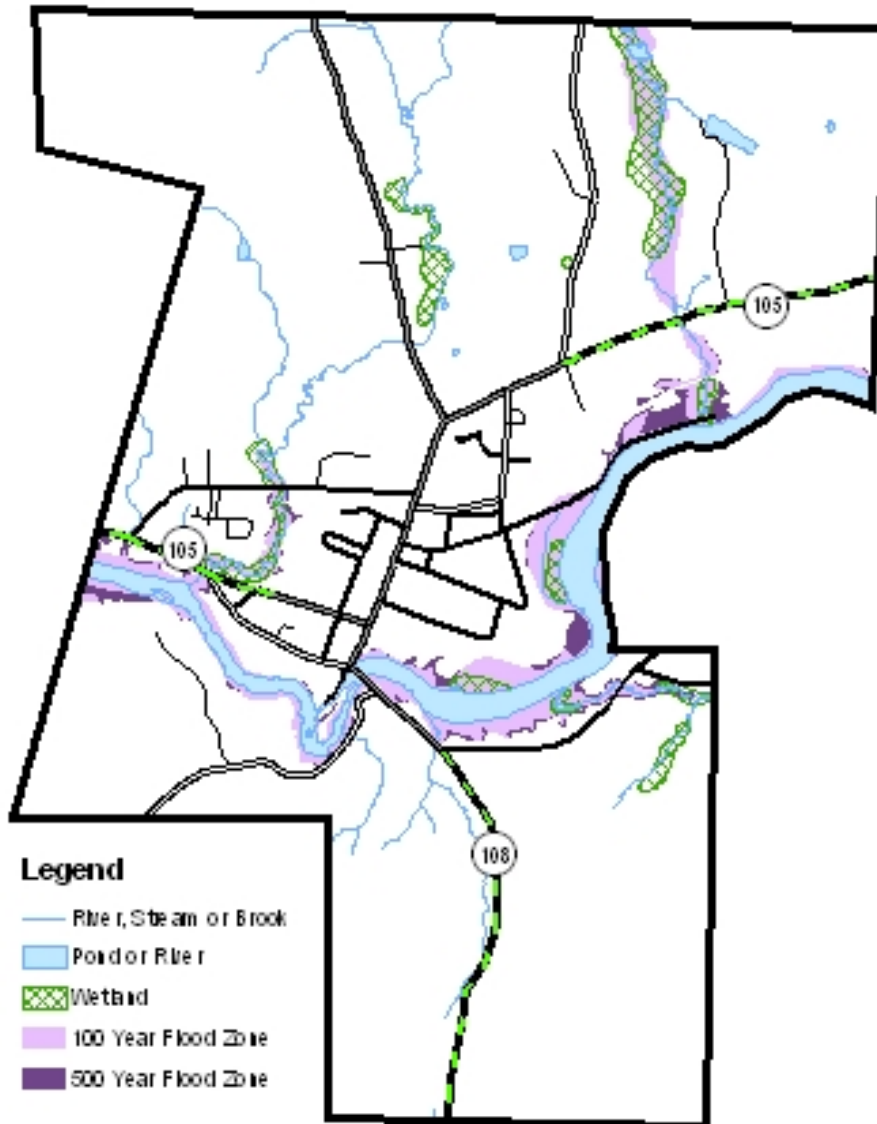 105
105
108
Legend
River, Stream or Brook
Pond or River
Wetland
100 Year Flood Zone
500 Year Flood Zone